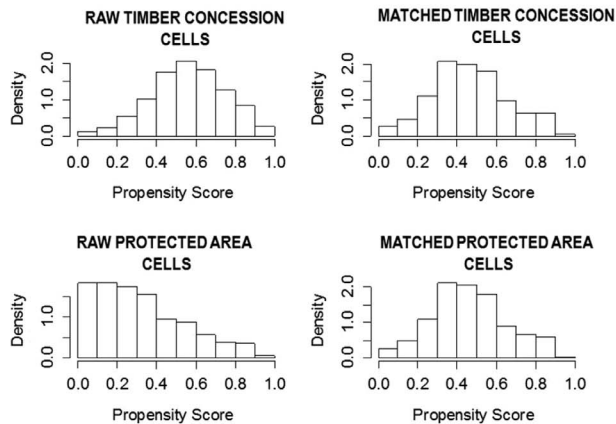 RAW TIMBER CONCESSION
CELLS
Density
0.0 1.0 2.0
0.0 0.2 0.4 0.6 0.8 1.0
Propensity Score
MATCHED TIMBER CONCESSION
CELLS
Density
0.0 1.0 2.0
0.0 0.2 0.4 0.6 0.8 1.0
Propensity Score
RAW PROTECTED AREA
CELLS
Density
0.0 1.0
0.0 0.2 0.4 0.6 0.8 1.0
Propensity Score
MATCHED PROTECTED AREA
CELLS
Density
0.0 1.0 2.0
0.0 0.2 0.4 0.6 0.8 1.0
Propensity Score